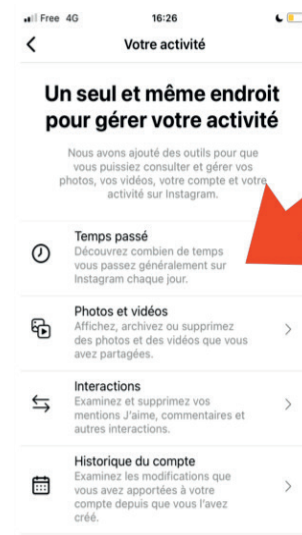 Free 4G 16:26
Votre activité
Un seul et même endroit
pour gérer votre activité
Nous avons ajouté des outils pour que
vous puissiez consulter et gérer vos
photos, vos vidéos, votre compte et votre
activité sur Instagram.
Temps passé
Découvrez combien de temps
vous passez généralement sur
Instagram chaque jour.
Photos et vidéos
Affichez, archivez ou supprimez
des photos et des vidéos que vous
avez partagées.
Interactions
Examinez et supprimez vos
mentions J'aime, commentaires et
autres interactions.
Historique du compte
Examinez les modifications que
vous avez apportées à votre
compte depuis que vous l'avez
créé.